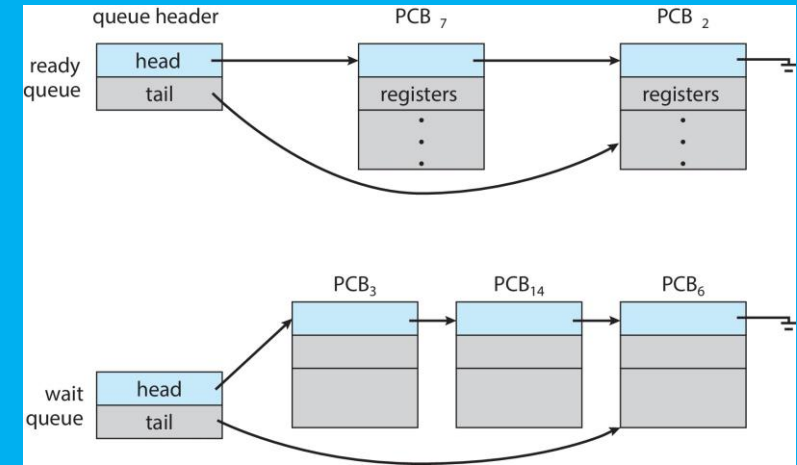 queue header PCB 7 PCB 2
ready queue
head
tail
registers
registers
PCB3 PCB14 PCB6
wait queue
head
tail